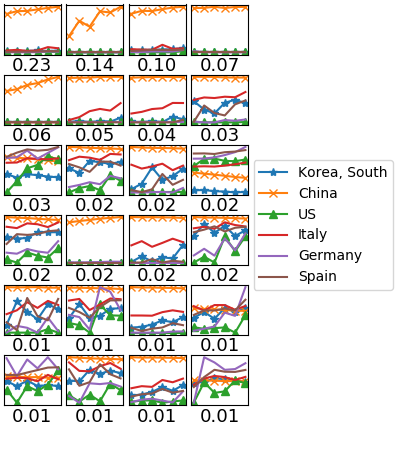 0.23 0.14 0.10 0.07
0.06 0.05 0.04 0.03
0.03 0.02 0.02 0.02
Korea, South
China
US
Italy
Germany
Spain
0.02 0.02 0.02 0.02
0.01 0.01 0.01 0.01
0.01 0.01 0.01 0.01